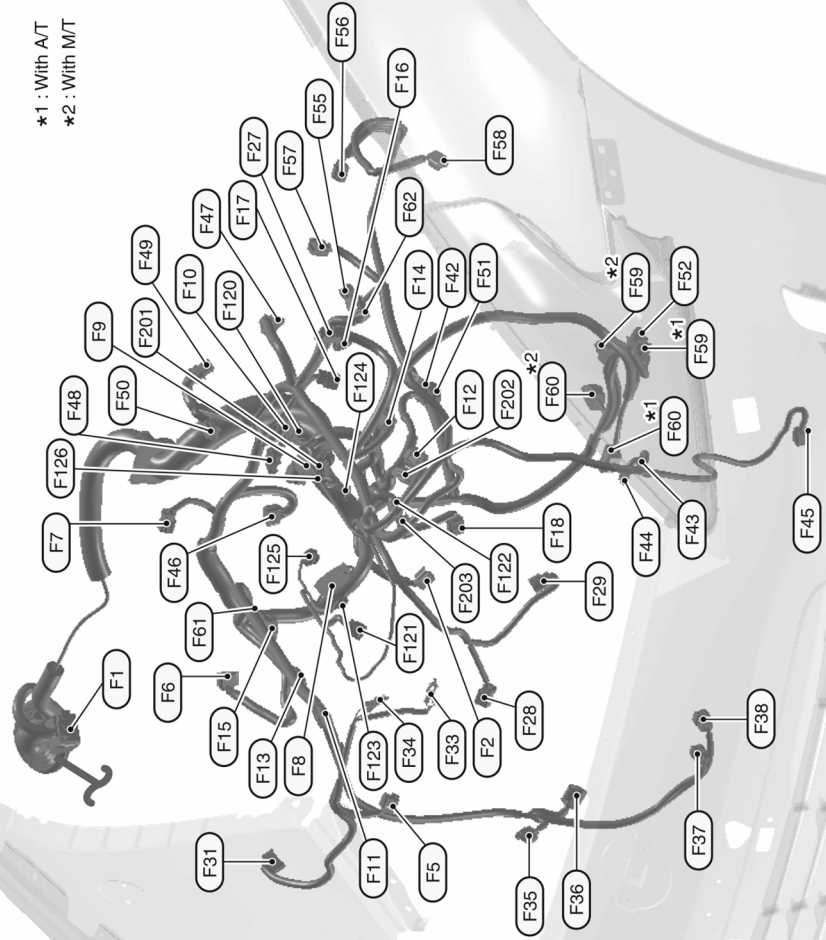 *1 : With A/T
*2 : With M/T
F56
F16
F55
F27
F57
F58
F17
F47
F62
F49
F10
F120
F14
F42
F51
F201
F9
*2
F59
F52
*1
F59
F50
F124
F48
F12
F202
*2
F60
*1
F60
F126
F7
F46
F125
F18
F122
F203
F44
F43
F45
F61
F29
F121
F1
F6
F15
F13
F8
F123
F34
F33
F2
F28
F38
F37
F31
F11
F5
F35
F36